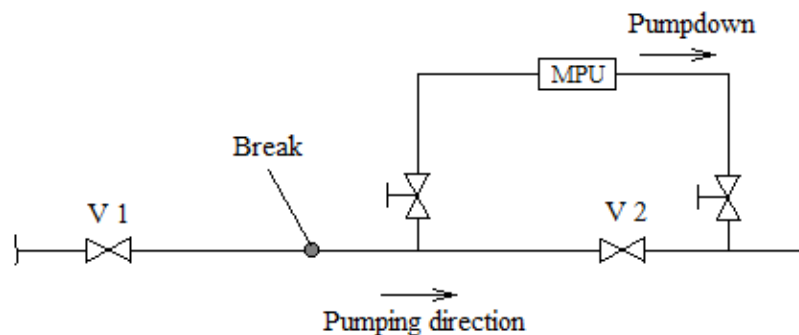 Pumpdown
MPU
Break
V 1
V 2
Pumping direction